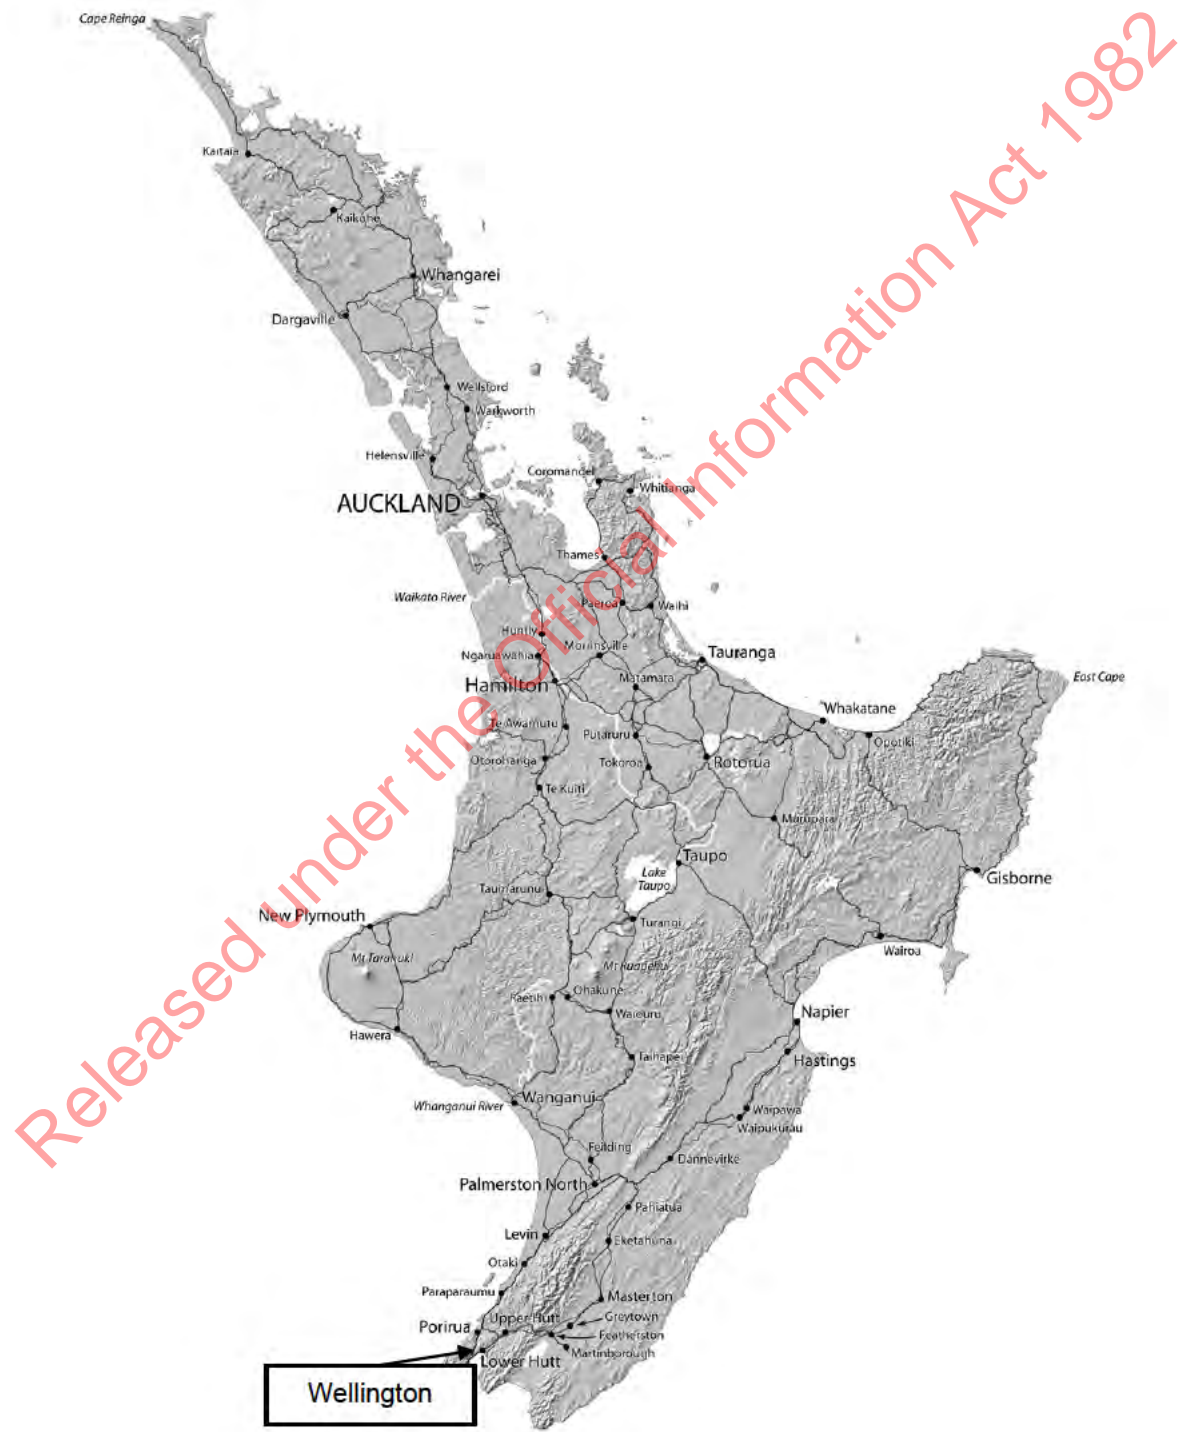 Cape Reinga
Kaitaia
Kaikohe
Whangarei
Dargaville
Wellsford
Warkworth
Helensville
Coromandel
Whitianga
AUCKLAND
Thames
Waikato River
Paeroa
Waihi
Huntly
Morrinsville
Ngaruawahia
Tauranga
East Cape
Hamilton
Matamata
Whakatane
Te Awamutu
Putaruru
Opotiki
Otorohanga
Tokoroa
Rotorua
Te Kuiti
Murupara
Taupo
Lake
Taupo
Gisborne
Taumarunui
New Plymouth
Turangi
Wairoa
Mt Taranaki
Mt Ruapehu
Raetihi
Ohakune
Waiouru
Napier
Hawera
Taihape
Hastings
Wanganui
Whanganui River
Waipawa
Waipukurau
Feilding
Dannevirke
Palmerston North
Pahiatua
Levin
Eketahuna
Otaki
Paraparaumu
Masterton
Upper Hutt
Greytown
Porirua
Featherston
Martinborough
Lower Hutt
Wellington
Released under the Official Information Act 1982